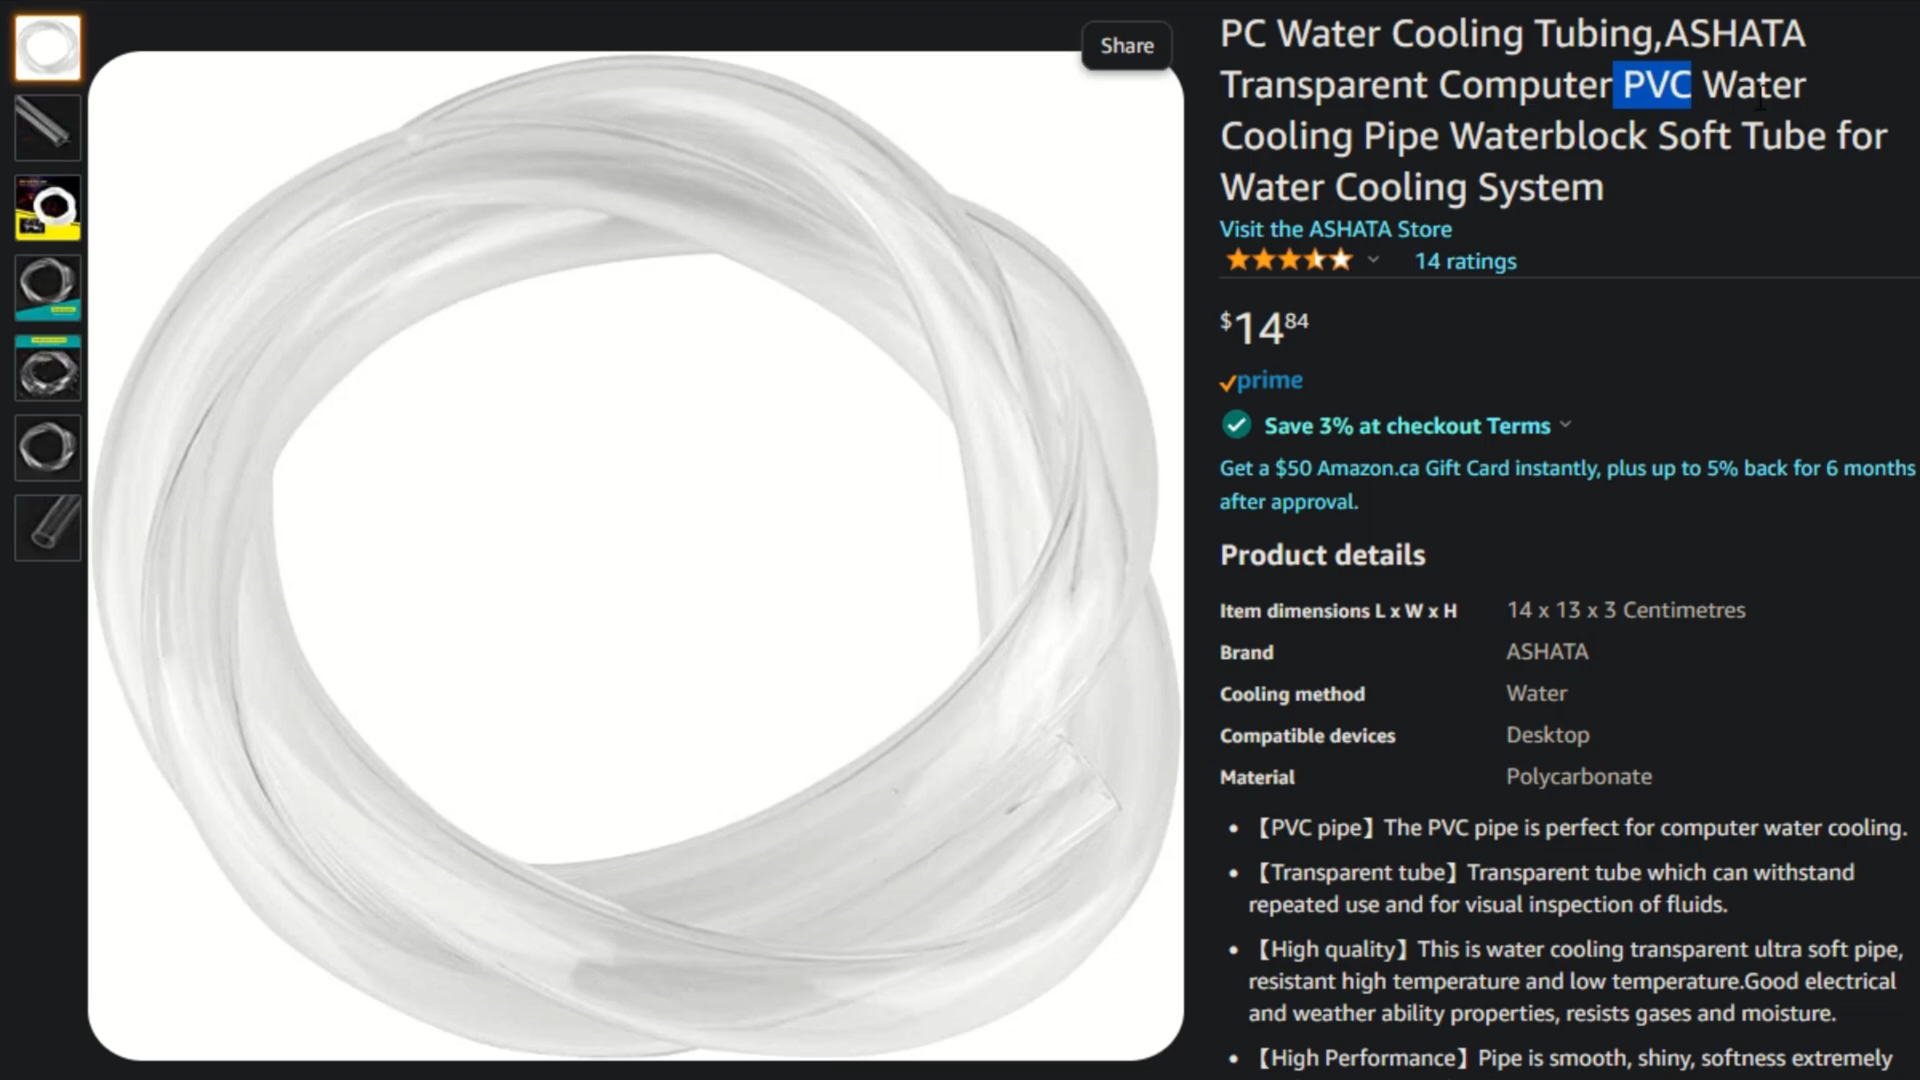 Share
PC Water Cooling Tubing,ASHATA
Transparent Computer PVC Water
Cooling Pipe Waterblock Soft Tube for
Water Cooling System
Visit the ASHATA Store
14 ratings
$14 84
prime
Save 3% at checkout Terms
Get a $50 Amazon.ca Gift Card instantly, plus up to 5% back for 6 months
after approval.
Product details
Item dimensions L x W x H 14 x 13 x 3 Centimetres
Brand ASHATA
Cooling method Water
Compatible devices Desktop
Material Polycarbonate
• 【PVC pipe】The PVC pipe is perfect for computer water cooling.
• 【Transparent tube】Transparent tube which can withstand
repeated use and for visual inspection of fluids.
• 【High quality】This is water cooling transparent ultra soft pipe,
resistant high temperature and low temperature.Good electrical
and weather ability properties, resists gases and moisture.
• 【High Performance】Pipe is smooth, shiny, softness extremely